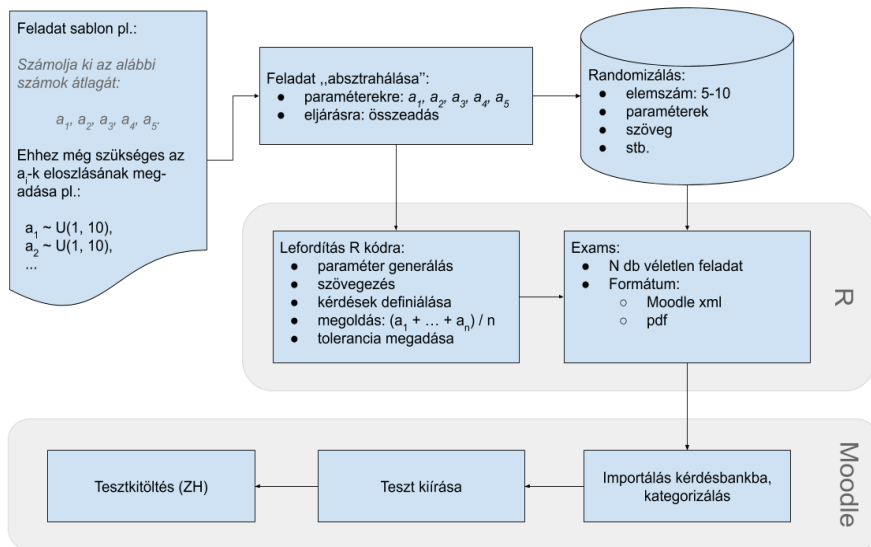 Feladat sablon pl.:
Számolja ki az alábbi
számok átlagát:
a₁, a₂, a₃, a₄, a₅.
Ehhez még szükséges az
aᵢ-k eloszlásának meg-
adása pl.:
a₁ ~ U(1, 10),
a₂ ~ U(1, 10),
...
Feladat ,,absztrahálása”:
● paraméterekre: a₁, a₂, a₃, a₄, a₅
● eljárásra: összeadás
Randomizálás:
● elemszám: 5-10
● paraméterek
● szöveg
● stb.
Lefordítás R kódra:
● paraméter generálás
● szövegezés
● kérdések definiálása
● megoldás: (a₁ + … + aₙ) / n
● tolerancia megadása
Exams:
● N db véletlen feladat
● Formátum:
○ Moodle xml
○ pdf
R
Tesztkitöltés (ZH)
Teszt kiírása
Importálás kérdésbankba,
kategorizálás
Moodle